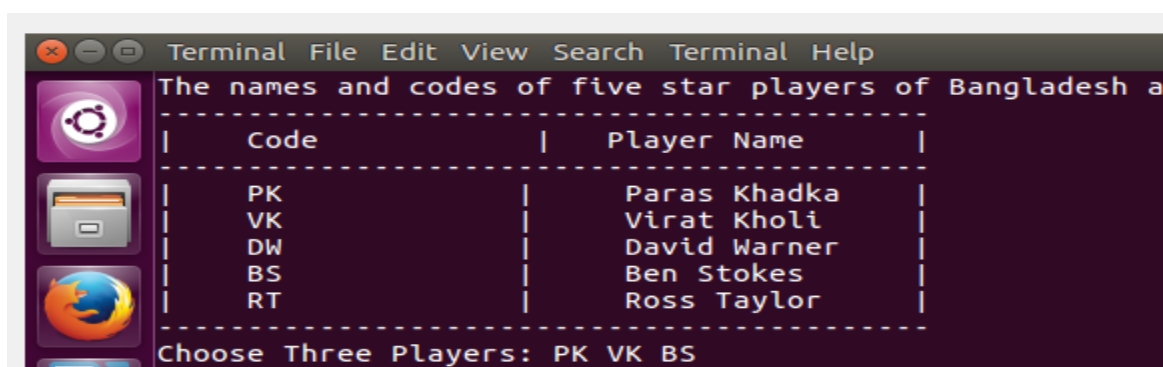 Terminal File Edit View Search Terminal Help
The names and codes of five star players of Bangladesh a
---------------------------------------------
| Code | Player Name |
---------------------------------------------
| PK | Paras Khadka |
| VK | Virat Kholi |
| DW | David Warner |
| BS | Ben Stokes |
| RT | Ross Taylor |
---------------------------------------------
Choose Three Players: PK VK BS